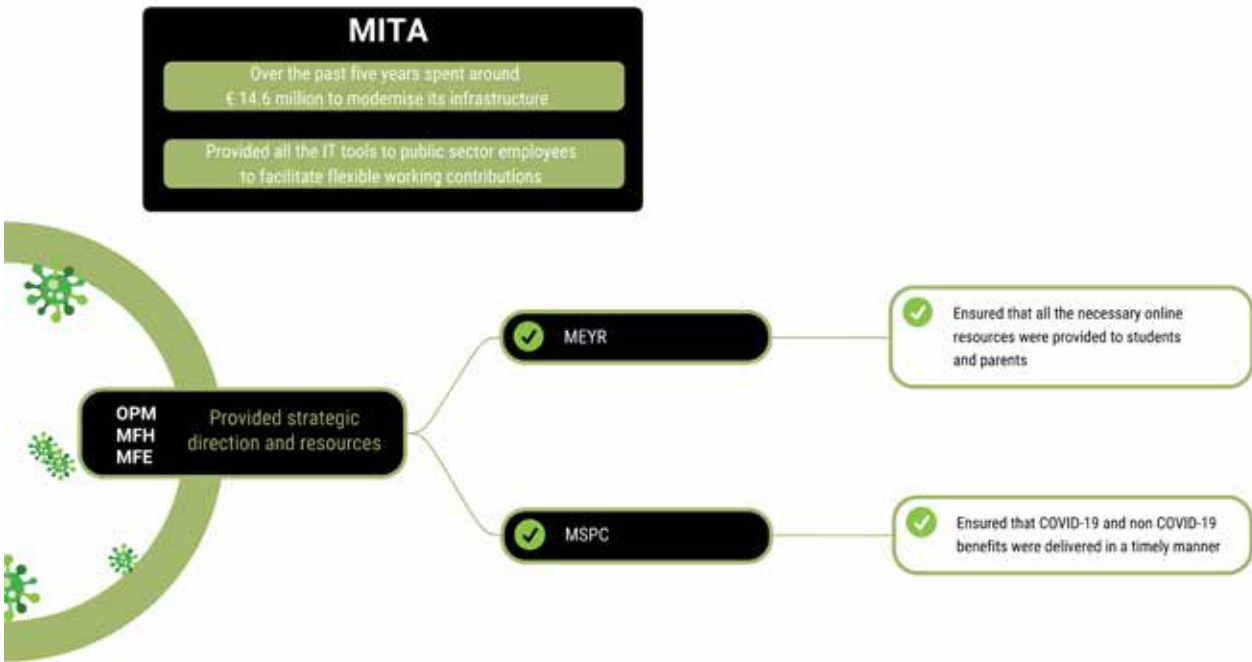 MITA
Over the past five years spent around
€ 14.6 million to modernise its infrastructure
Provided all the IT tools to public sector employees
to facilitate flexible working contributions
OPM
MFH
MFE
Provided strategic
direction and resources
MEYR
Ensured that all the necessary online
resources were provided to students
and parents
MSPC
Ensured that COVID-19 and non COVID-19
benefits were delivered in a timely manner